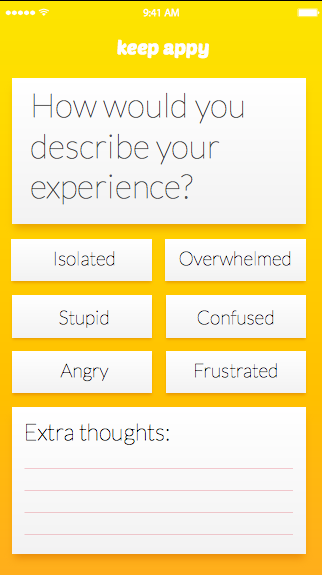 9:41 AM
keep appy
How would you
describe your
experience?
Isolated Overwhelmed
Stupid Confused
Angry Frustrated
Extra thoughts: